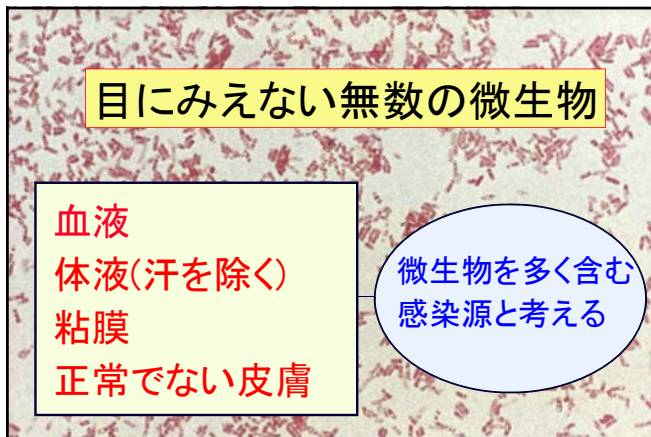 目にみえない無数の微生物
血液
体液(汗を除く)
粘膜
正常でない皮膚
微生物を多く含む
感染源と考える